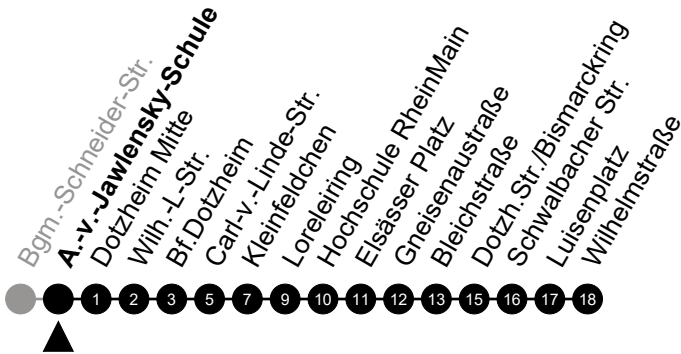 Bgm.-Schneider-Str.
A.-v.-Jawlensky-Schule
Dotzheim Mitte
Wilh.-L-Str.
Bf.Dotzheim
Carl-v.-Linde-Str.
Kleinfeldchen
Loreleiring
Hochschule RheinMain
Elsässer Platz
Gneisenaustraße
Bleichstraße
Dotzh.Str./Bismarckring
Schwalbacher Str.
Luisenplatz
Wilhelmstraße
1 2 3 5 7 9 10 11 12 13 15 16 17 18